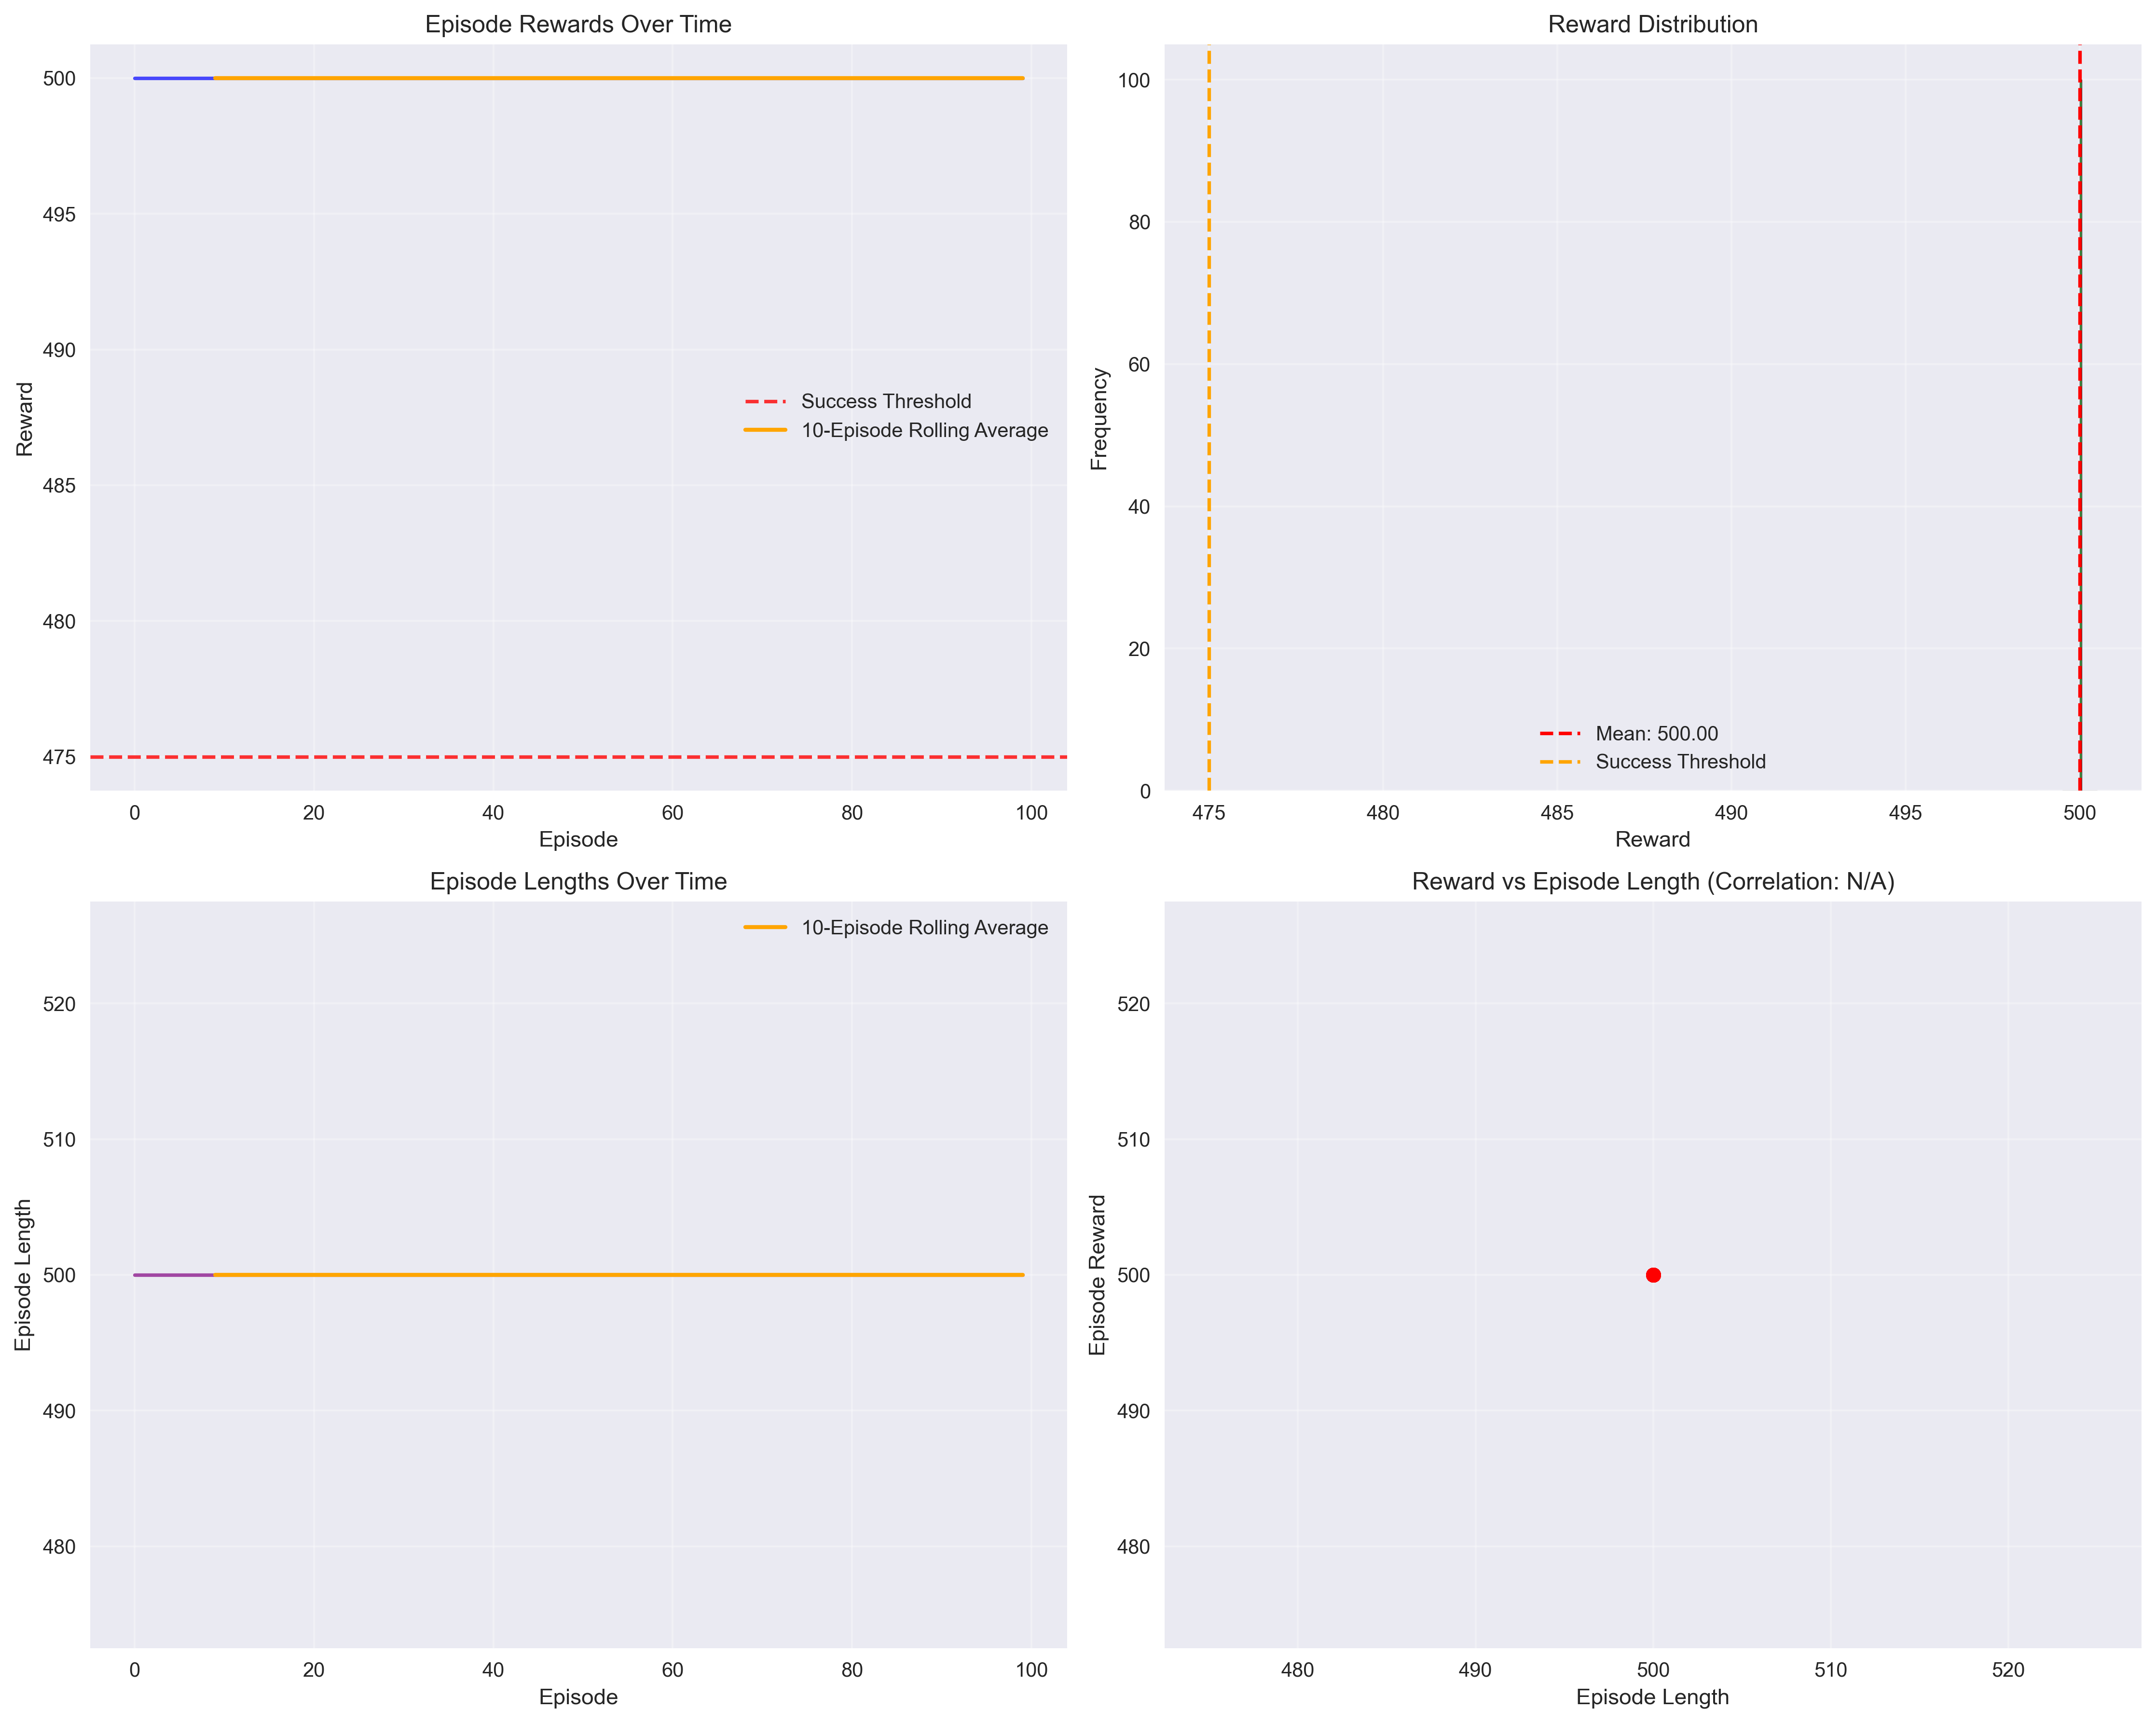 Episode Rewards Over Time
500
495
490
485
480
475
Reward
Success Threshold
10-Episode Rolling Average
0 20 40 60 80 100
Episode
Reward Distribution
100
80
60
40
20
0
Frequency
Mean: 500.00
Success Threshold
475 480 485 490 495 500
Reward
Episode Lengths Over Time
10-Episode Rolling Average
520
510
500
490
480
Episode Length
0 20 40 60 80 100
Episode
Reward vs Episode Length (Correlation: N/A)
520
510
500
490
480
Episode Reward
480 490 500 510 520
Episode Length